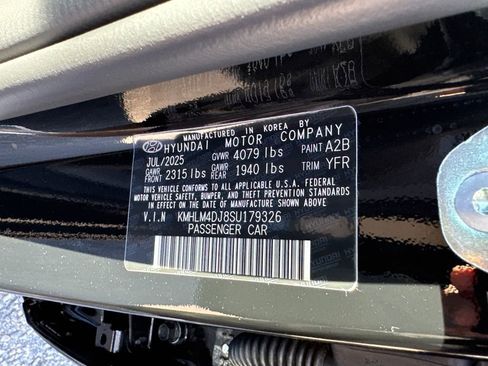 MANUFACTURED IN KOREA BY
HYUNDAI MOTOR COMPANY
JUL/2025 GVWR 4079 lbs PAINT A2B
GAWR FRONT 2315 lbs GAWR REAR 1940 lbs TRIM YFR
THIS VEHICLE CONFORMS TO ALL APPLICABLE U.S.A. FEDERAL
MOTOR VEHICLE SAFETY, BUMPER, AND THEFT PREVENTION STANDARDS
IN EFFECT ON THE DATE OF MANUFACTURE SHOWN ABOVE.
V.I.N KMHLM4DJ8SU179326
PASSENGER CAR